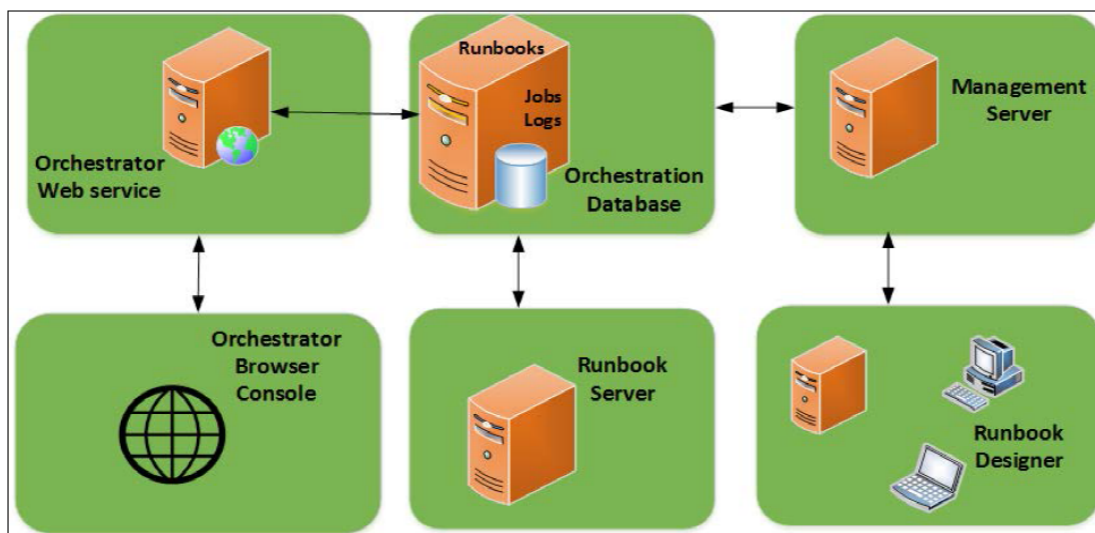 Orchestrator
Web service
Runbooks
Jobs
Logs
Orchestration
Database
Management
Server
Orchestrator
Browser
Console
Runbook
Server
Runbook
Designer